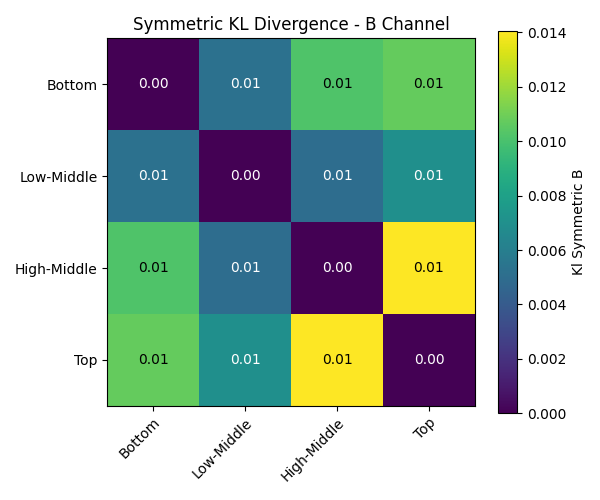 Symmetric KL Divergence - B Channel
Bottom 0.00 0.01 0.01 0.01
Low-Middle 0.01 0.00 0.01 0.01
High-Middle 0.01 0.01 0.00 0.01
Top 0.01 0.01 0.01 0.00
Bottom Low-Middle High-Middle Top
0.014
0.012
0.010
0.008
0.006
0.004
0.002
0.000
Kl Symmetric B